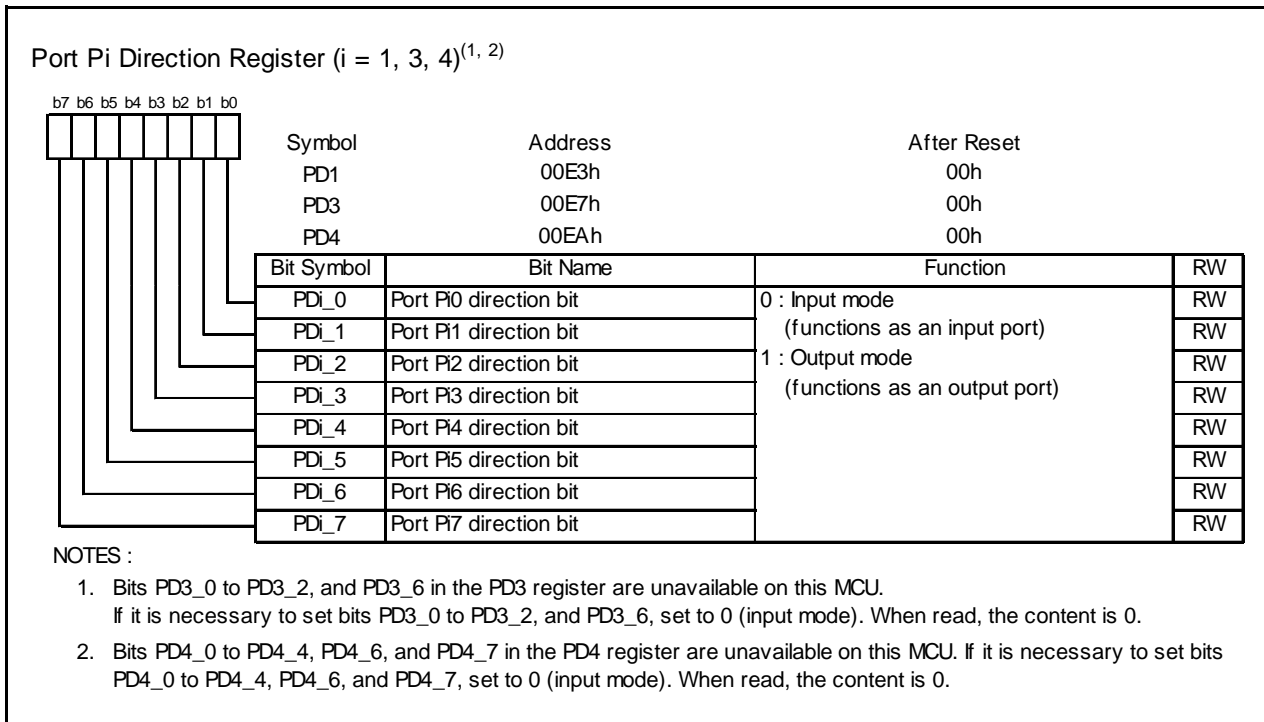 Port Pi Direction Register (i = 1, 3, 4)(1, 2)
b7 b6 b5 b4 b3 b2 b1 b0
Symbol Address After Reset
PD1 00E3h 00h
PD3 00E7h 00h
PD4 00EAh 00h
Bit Symbol Bit Name Function RW
PDi_0 Port Pi0 direction bit 0 : Input mode RW
PDi_1 Port Pi1 direction bit (functions as an input port) RW
PDi_2 Port Pi2 direction bit 1 : Output mode RW
PDi_3 Port Pi3 direction bit (functions as an output port) RW
PDi_4 Port Pi4 direction bit RW
PDi_5 Port Pi5 direction bit RW
PDi_6 Port Pi6 direction bit RW
PDi_7 Port Pi7 direction bit RW
NOTES :
1. Bits PD3_0 to PD3_2, and PD3_6 in the PD3 register are unavailable on this MCU.
If it is necessary to set bits PD3_0 to PD3_2, and PD3_6, set to 0 (input mode). When read, the content is 0.
2. Bits PD4_0 to PD4_4, PD4_6, and PD4_7 in the PD4 register are unavailable on this MCU. If it is necessary to set bits
PD4_0 to PD4_4, PD4_6, and PD4_7, set to 0 (input mode). When read, the content is 0.